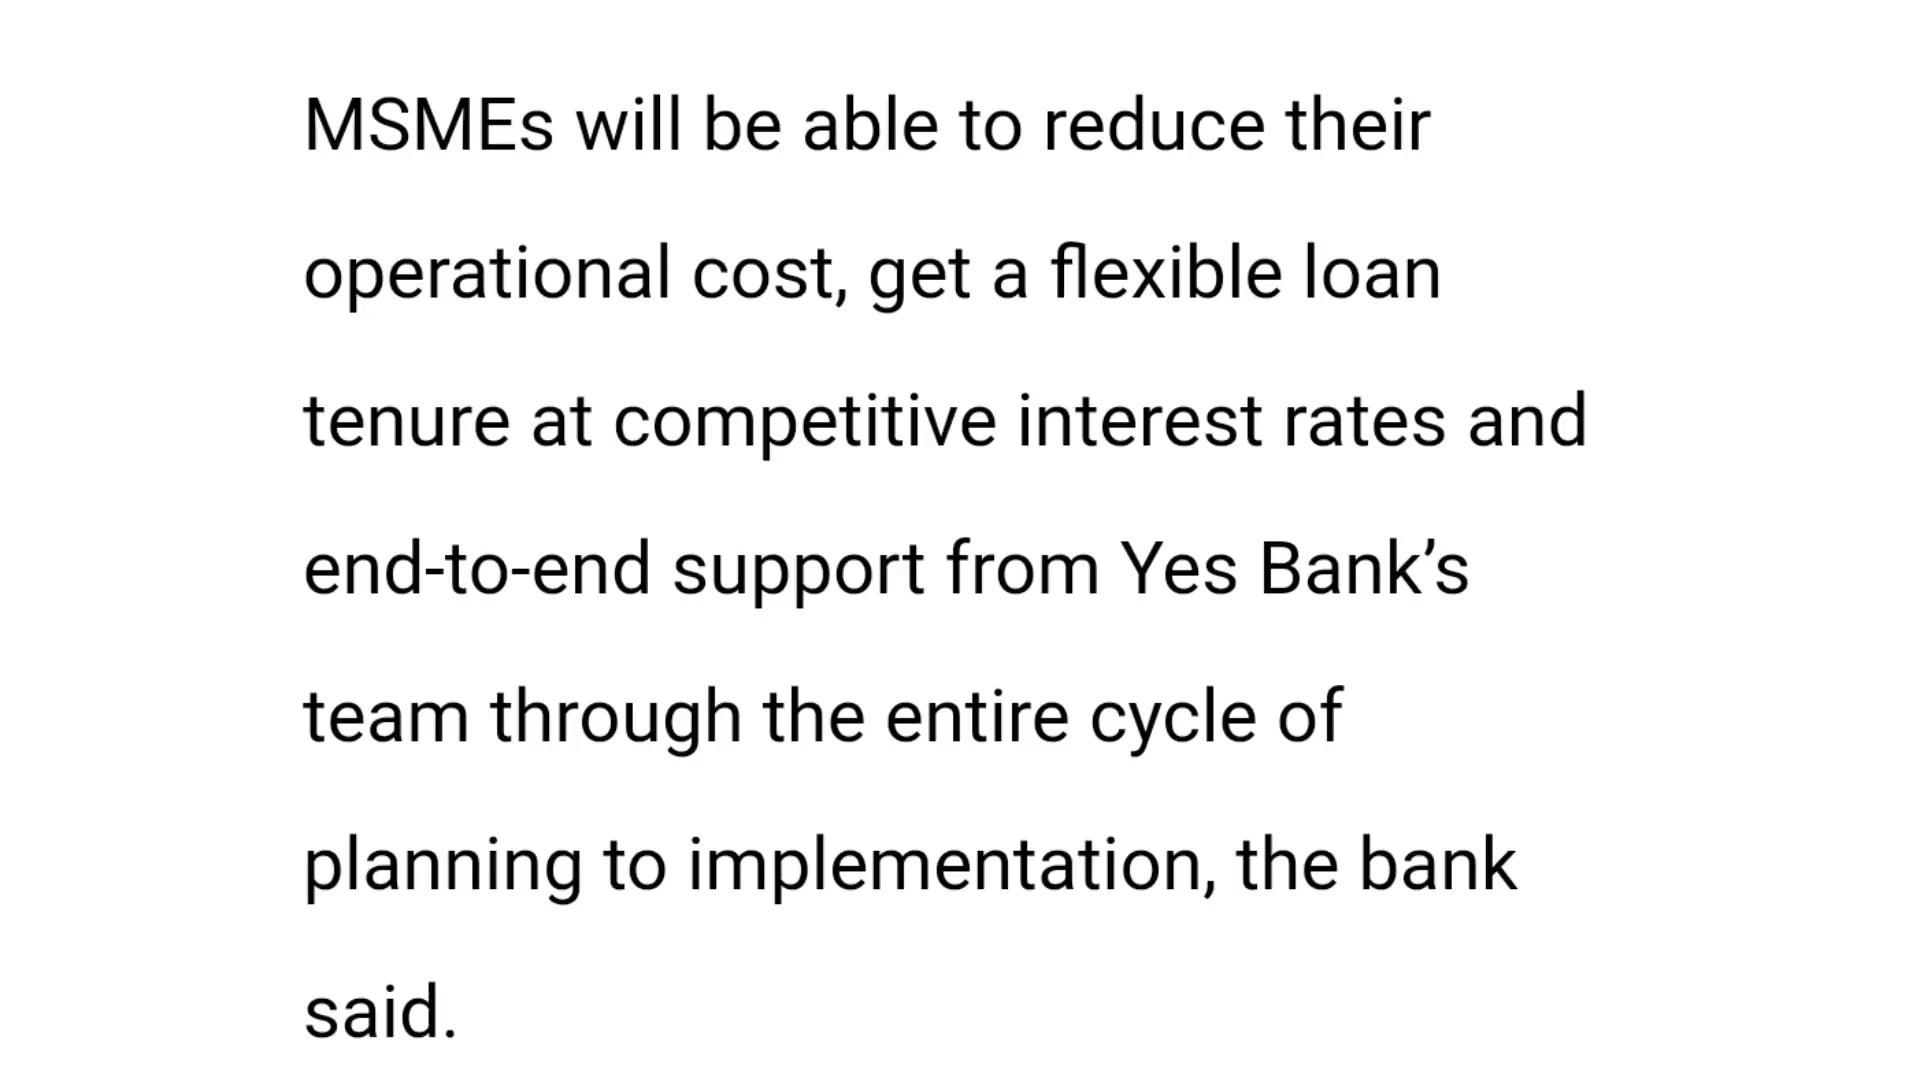 MSMEs will be able to reduce their
operational cost, get a flexible loan
tenure at competitive interest rates and
end-to-end support from Yes Bank’s
team through the entire cycle of
planning to implementation, the bank
said.